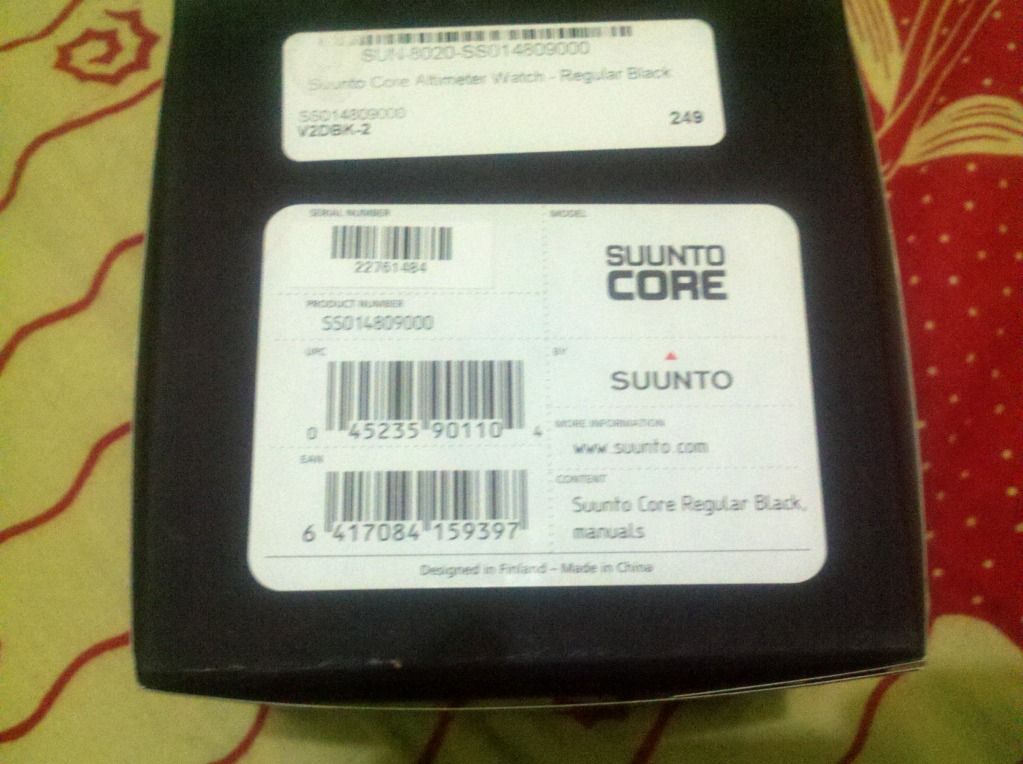 SUN-8020-SS014809000
Suunto Core Altimeter Watch - Regular Black
SS014809000
V2DBK-2
249
SERIAL NUMBER
22761484
PRODUCT NUMBER
SS014809000
UPC
0 45235 90110 4
EAN
6 417084 159397
MODEL
SUUNTO
CORE
BY
SUUNTO
MORE INFORMATION
www.suunto.com
CONTENT
Suunto Core Regular Black,
manuals
Designed in Finland – Made in China